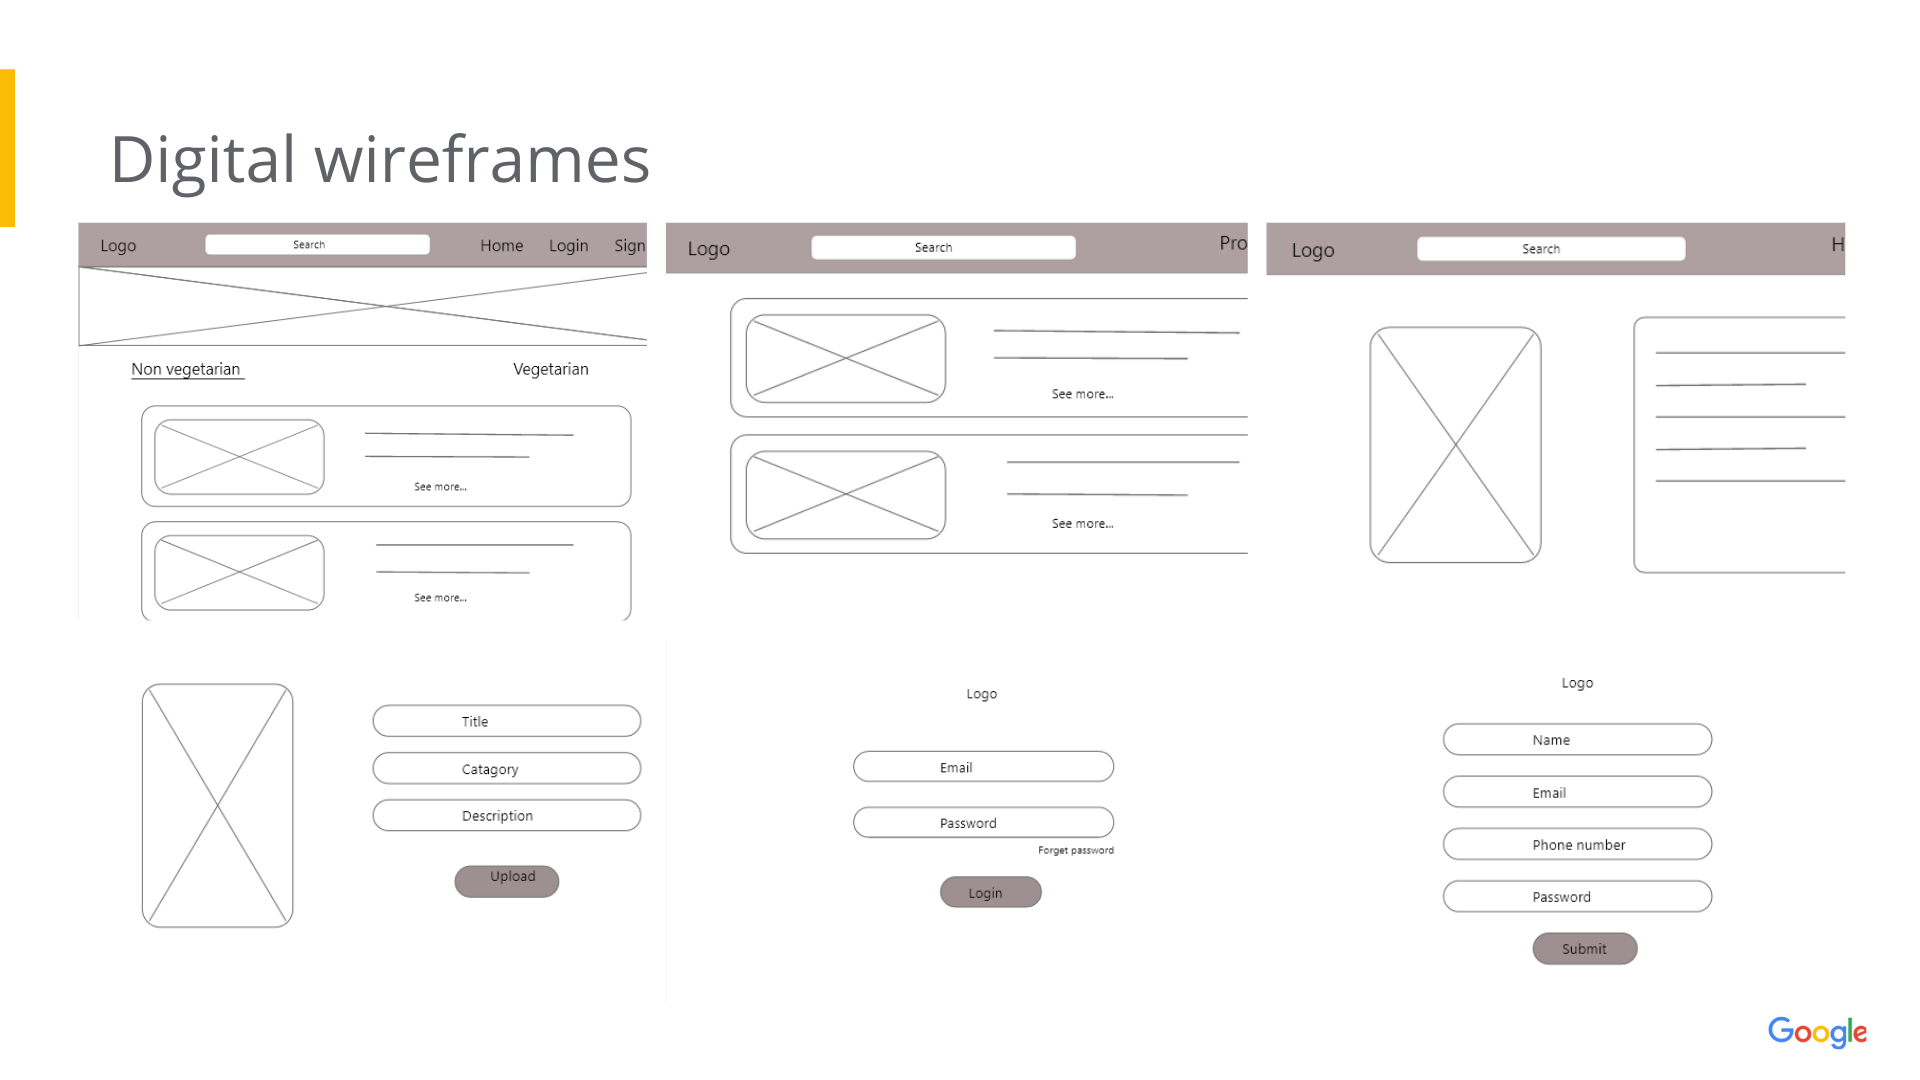 Digital wireframes
Logo
Search
Home
Login
Sign
Non vegetarian
Vegetarian
See more...
See more...
Logo
Search
Pro
See more...
See more...
Logo
Search
H
Title
Catagory
Description
Upload
Logo
Email
Password
Forget password
Login
Logo
Name
Email
Phone number
Password
Submit
Google